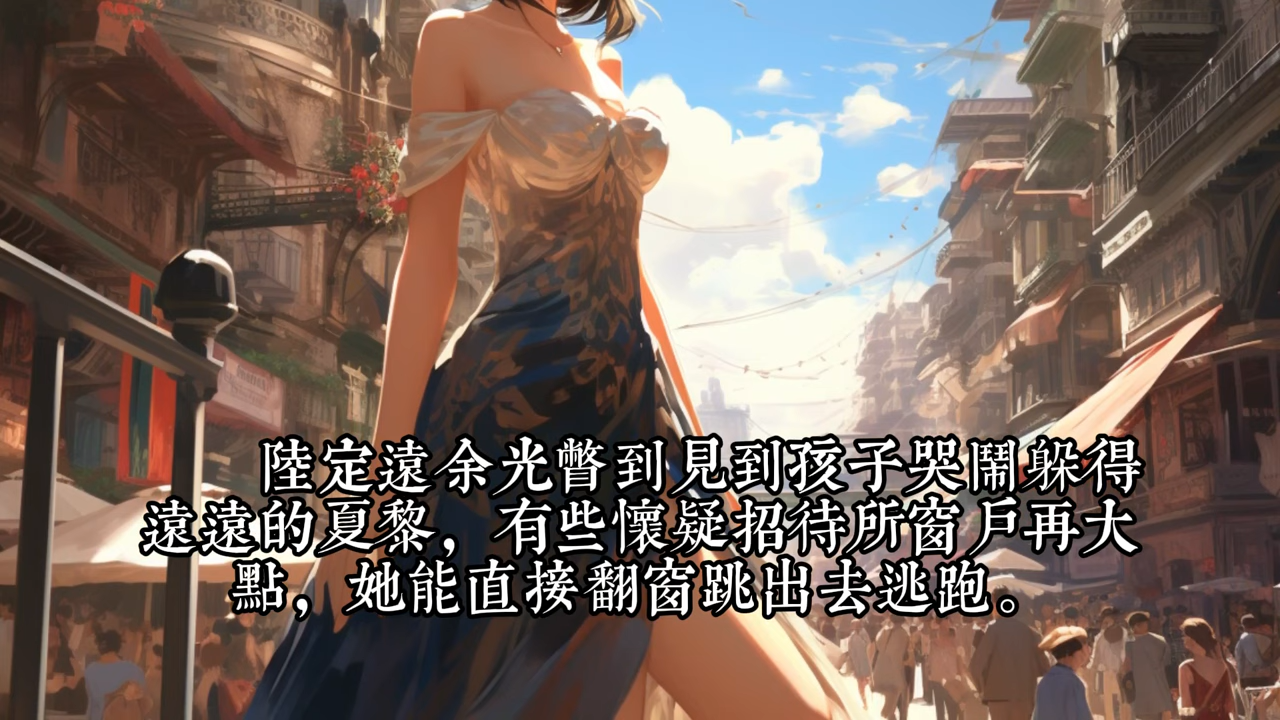 陸定遠余光瞥到見到孩子哭鬧躲得
遠遠的夏黎，有些懷疑招待所窗戶再大
點，她能直接翻窗跳出去逃跑。